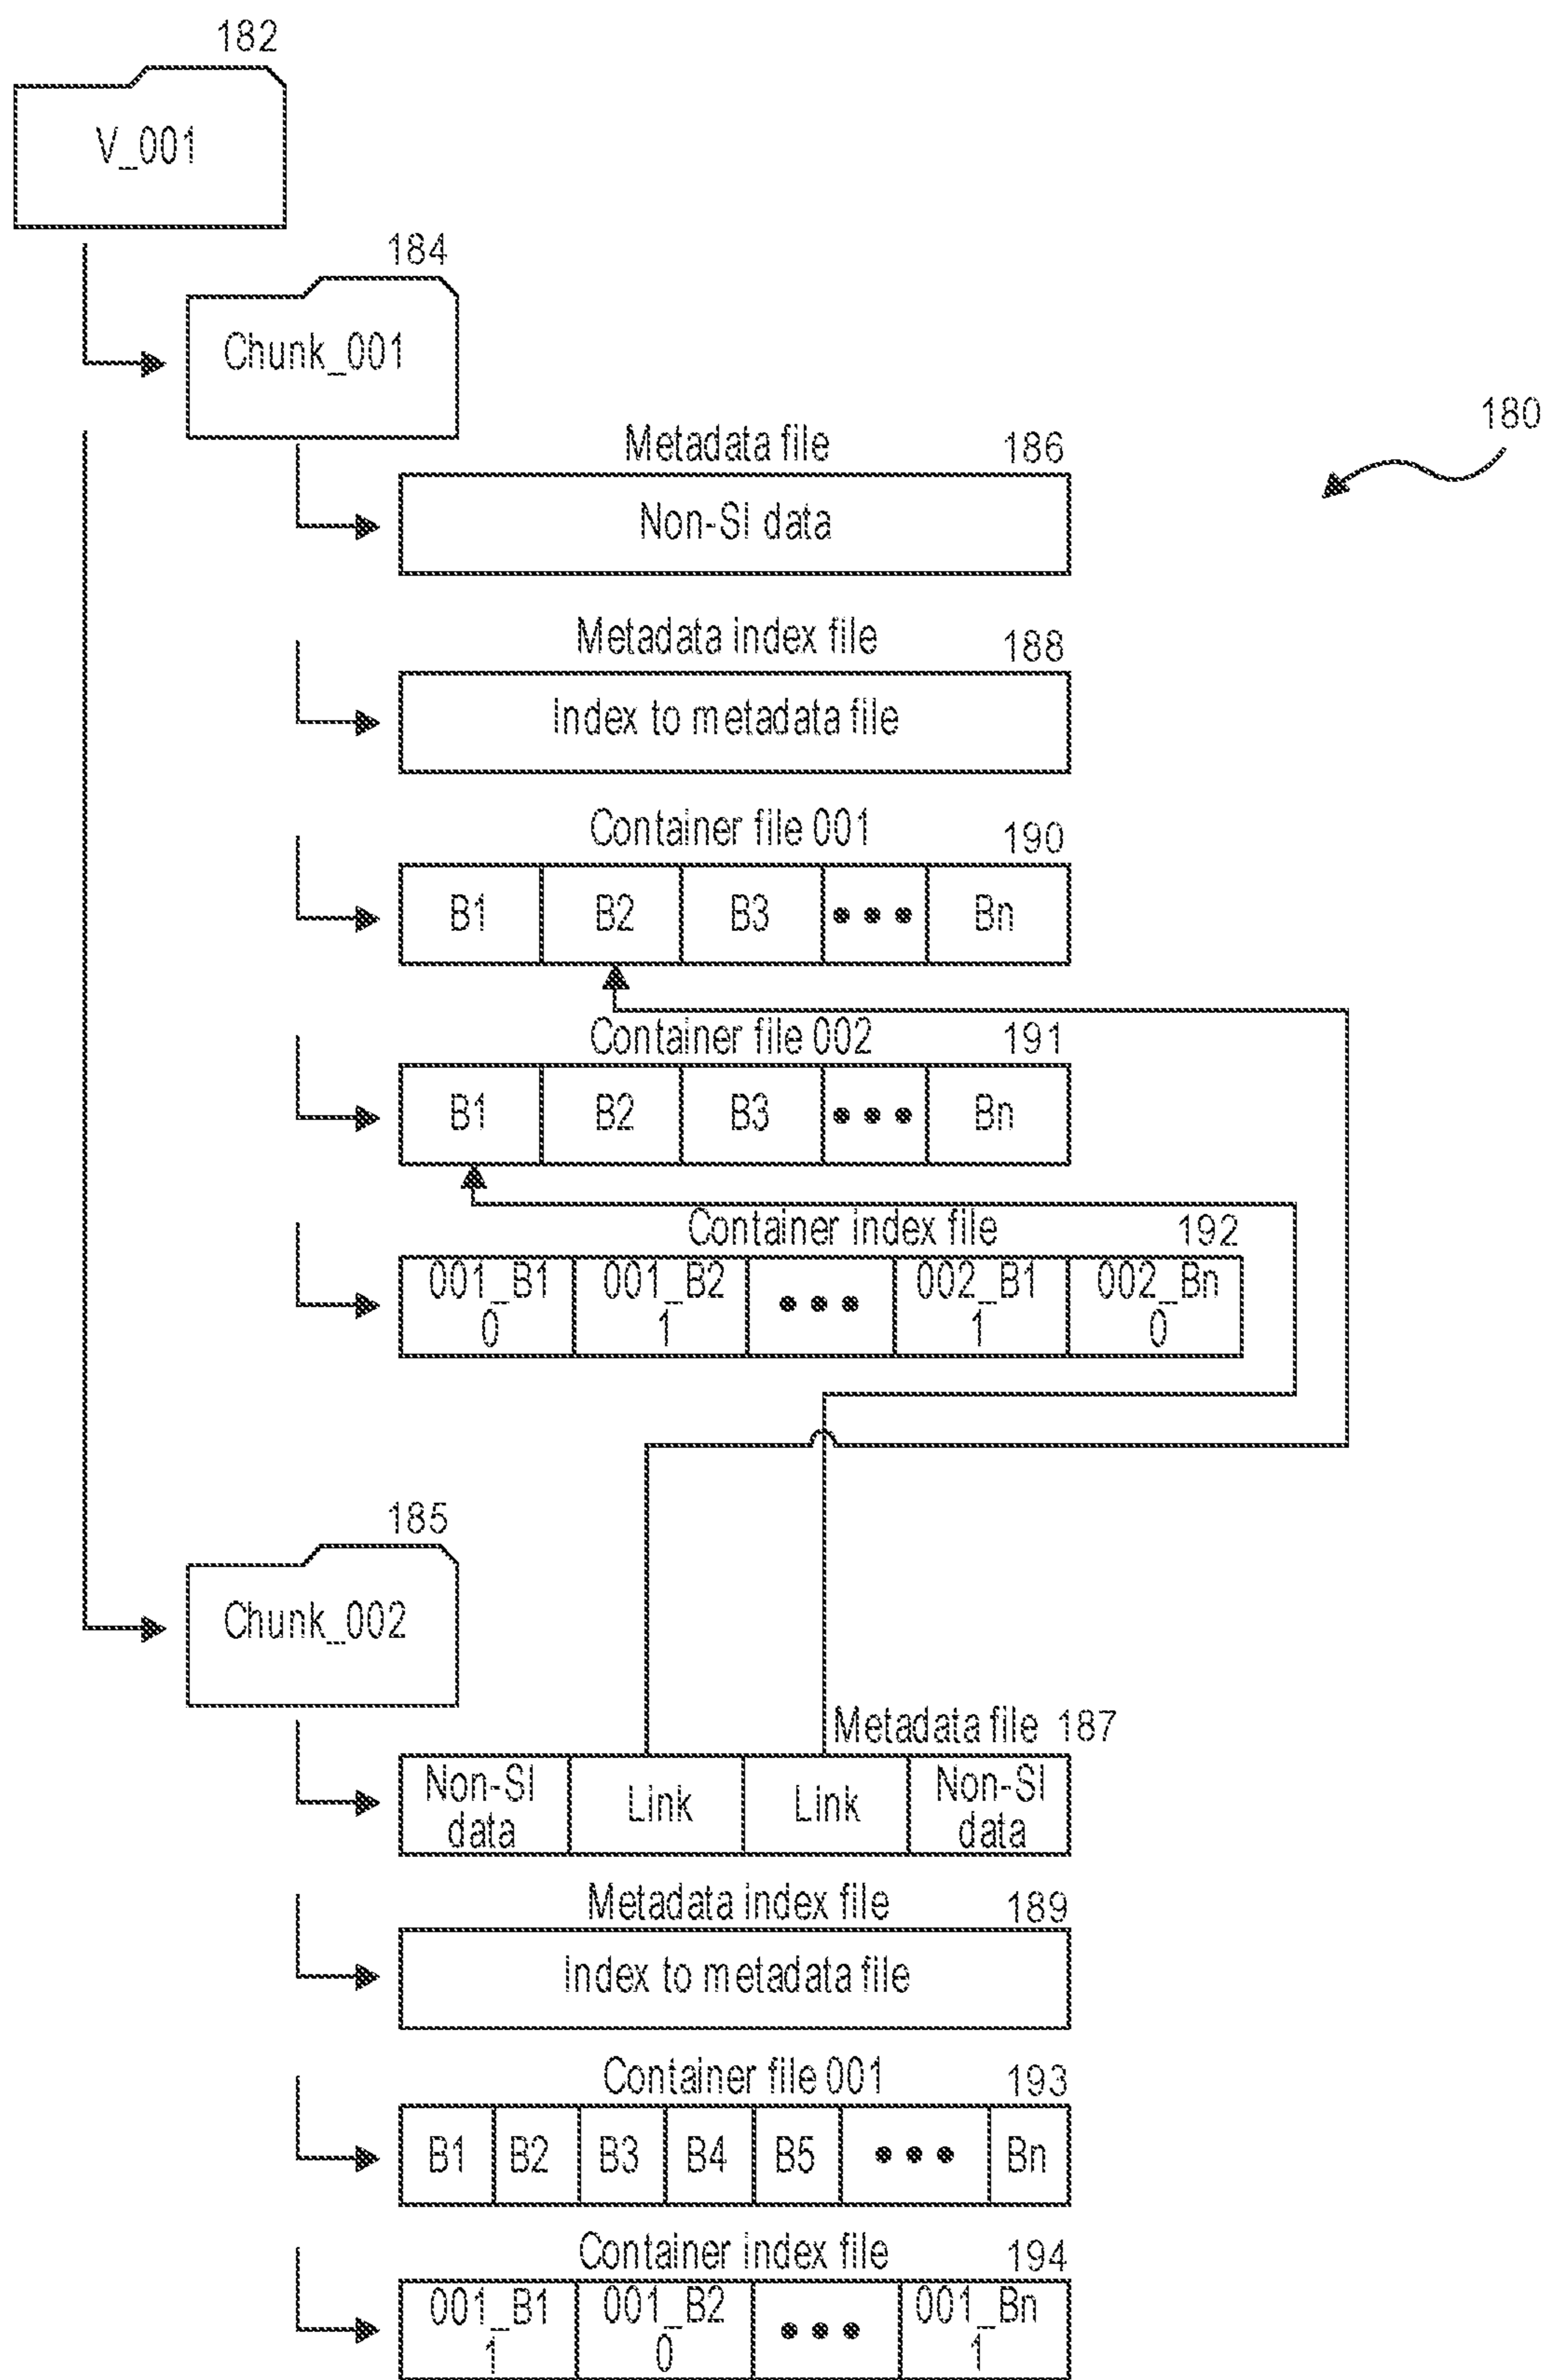 182
V_001
184
Chunk_001
180
Metadata file 186
Non-SI data
Metadata index file 188
Index to metadata file
Container file 001 190
B1 B2 B3 ••• Bn
Container file 002 191
B1 B2 B3 ••• Bn
Container index file 192
001_B1 001_B2 ••• 002_B1 002_Bn
0 1 1 0
185
Chunk_002
Metadata file 187
Non-SI Link Link Non-SI
data data
Metadata index file 189
Index to metadata file
Container file 001 193
B1 B2 B3 B4 B5 ••• Bn
Container index file 194
001_B1 001_B2 ••• 001_Bn
1 0 1